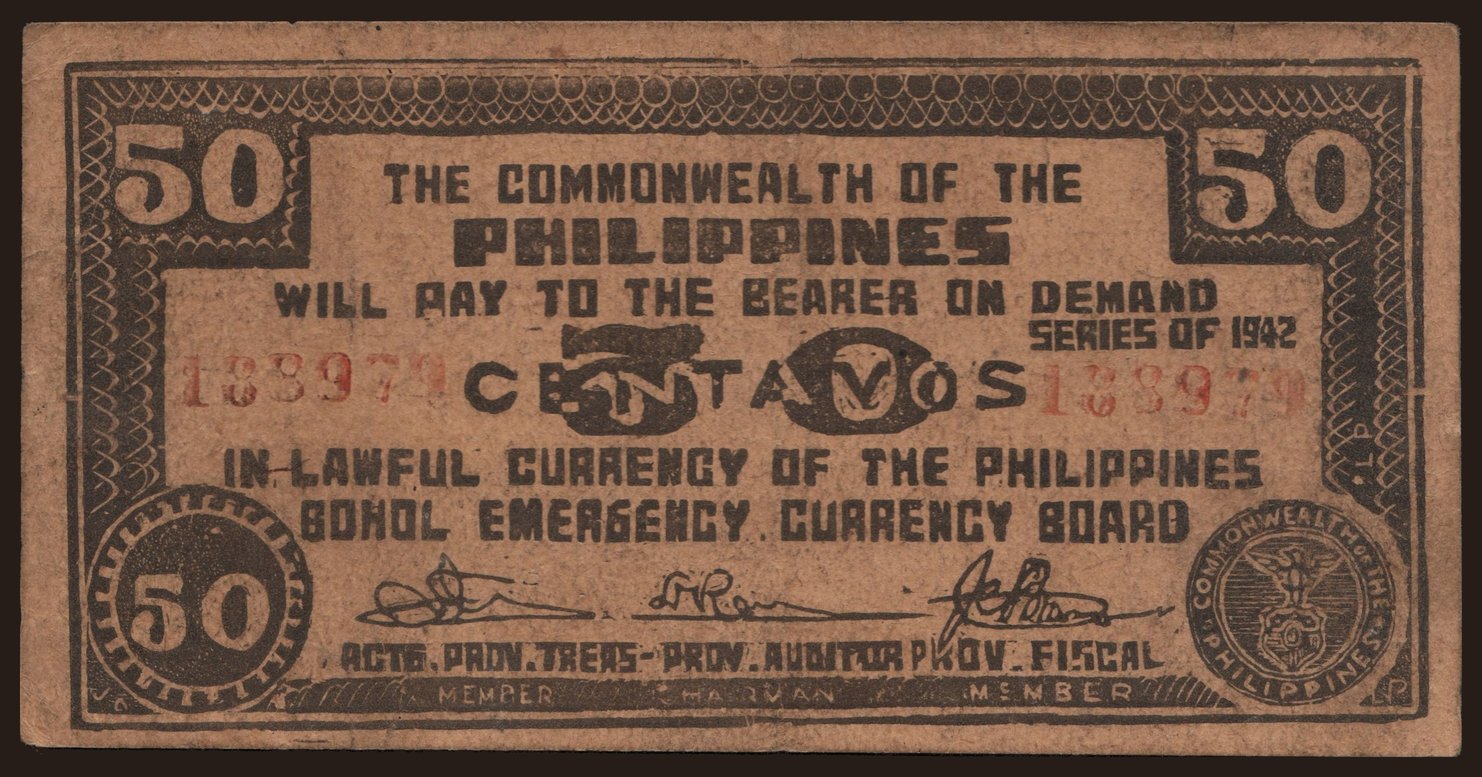 50 50
THE COMMONWEALTH OF THE
PHILIPPINES
WILL PAY TO THE BEARER ON DEMAND
SERIES OF 1942
188979 50 188979
CENTAVOS
IN LAWFUL CURRENCY OF THE PHILIPPINES
BOHOL EMERGENCY CURRENCY BOARD
50
COMMONWEALTH OF THE PHILIPPINES
ACTG. PROV. TREAS- PROV. AUDITOR PROV. FISCAL
MEMBER CHAIRMAN MEMBER